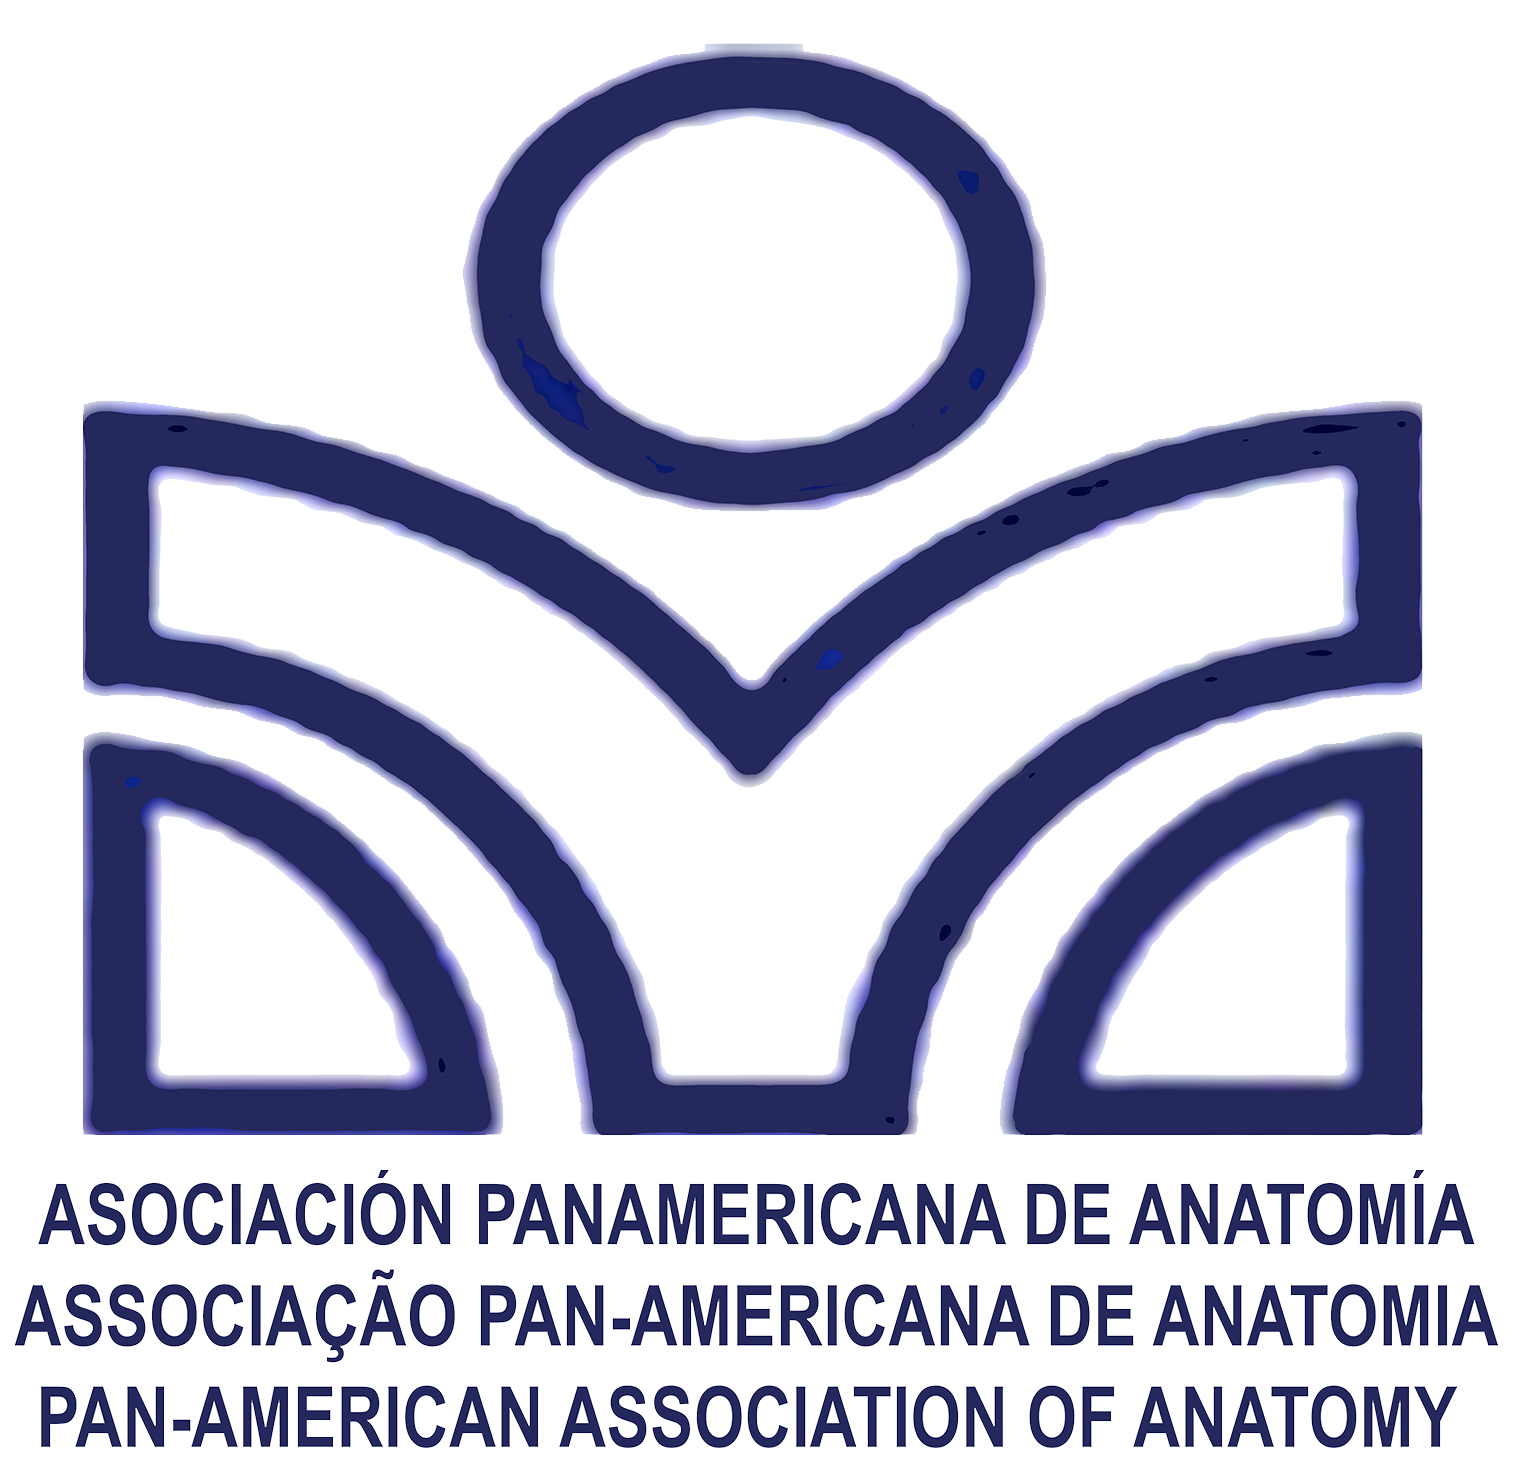 ASOCIACIÓN PANAMERICANA DE ANATOMÍA
ASSOCIAÇÃO PAN-AMERICANA DE ANATOMIA
PAN-AMERICAN ASSOCIATION OF ANATOMY